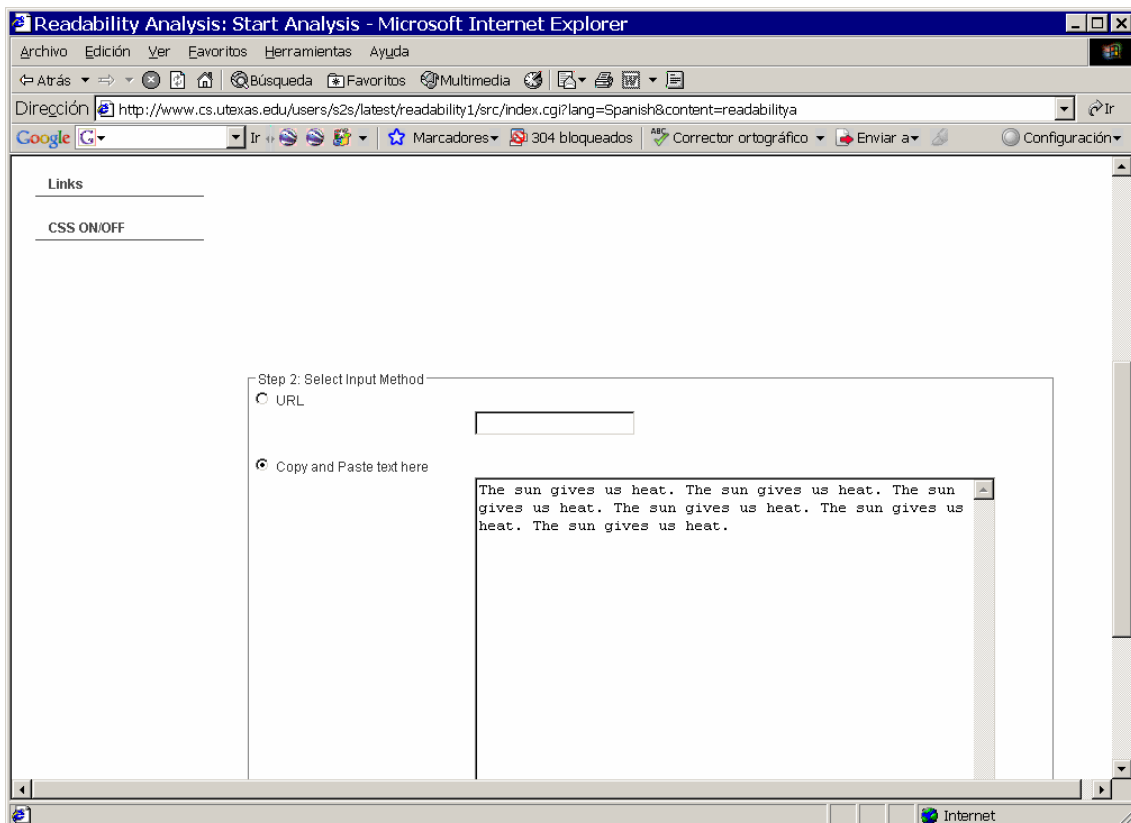 Readability Analysis: Start Analysis - Microsoft Internet Explorer
Archivo Edición Ver Favoritos Herramientas Ayuda
Atrás Búsqueda Favoritos Multimedia
Dirección http://www.cs.utexas.edu/users/s2s/latest/readability1/src/index.cgi?lang=Spanish&content=readabilitya Ir
Google G Ir Marcadores 304 bloqueados ABC Corrector ortográfico Enviar a Configuración
Links
CSS ON/OFF
Step 2: Select Input Method
URL
Copy and Paste text here
The sun gives us heat. The sun gives us heat. The sun
gives us heat. The sun gives us heat. The sun gives us
heat. The sun gives us heat.
Internet